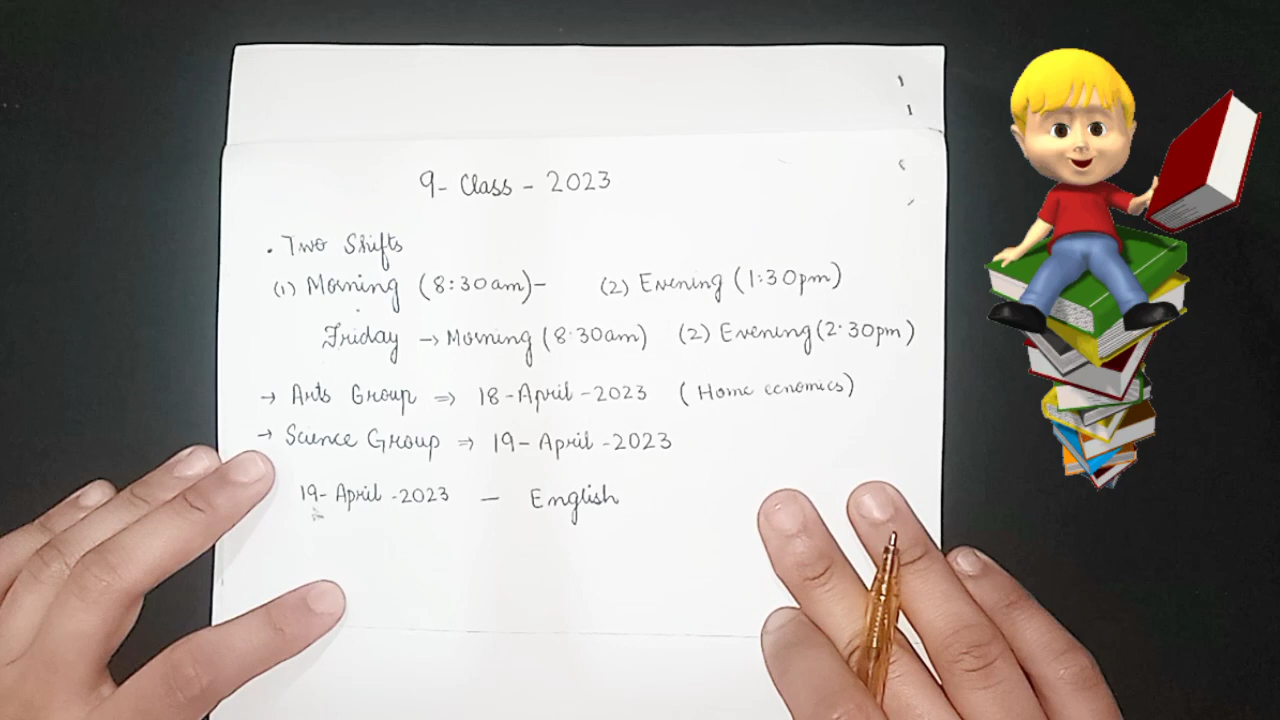 9- Class - 2023
. Two Shifts
(1) Morning (8:30am)- (2) Evening (1:30pm)
Friday → Morning (8:30am) (2) Evening (2:30pm)
→ Arts Group ⇒ 18-April-2023 (Home ecnomics)
→ Science Group ⇒ 19-April-2023
19-April-2023 - English